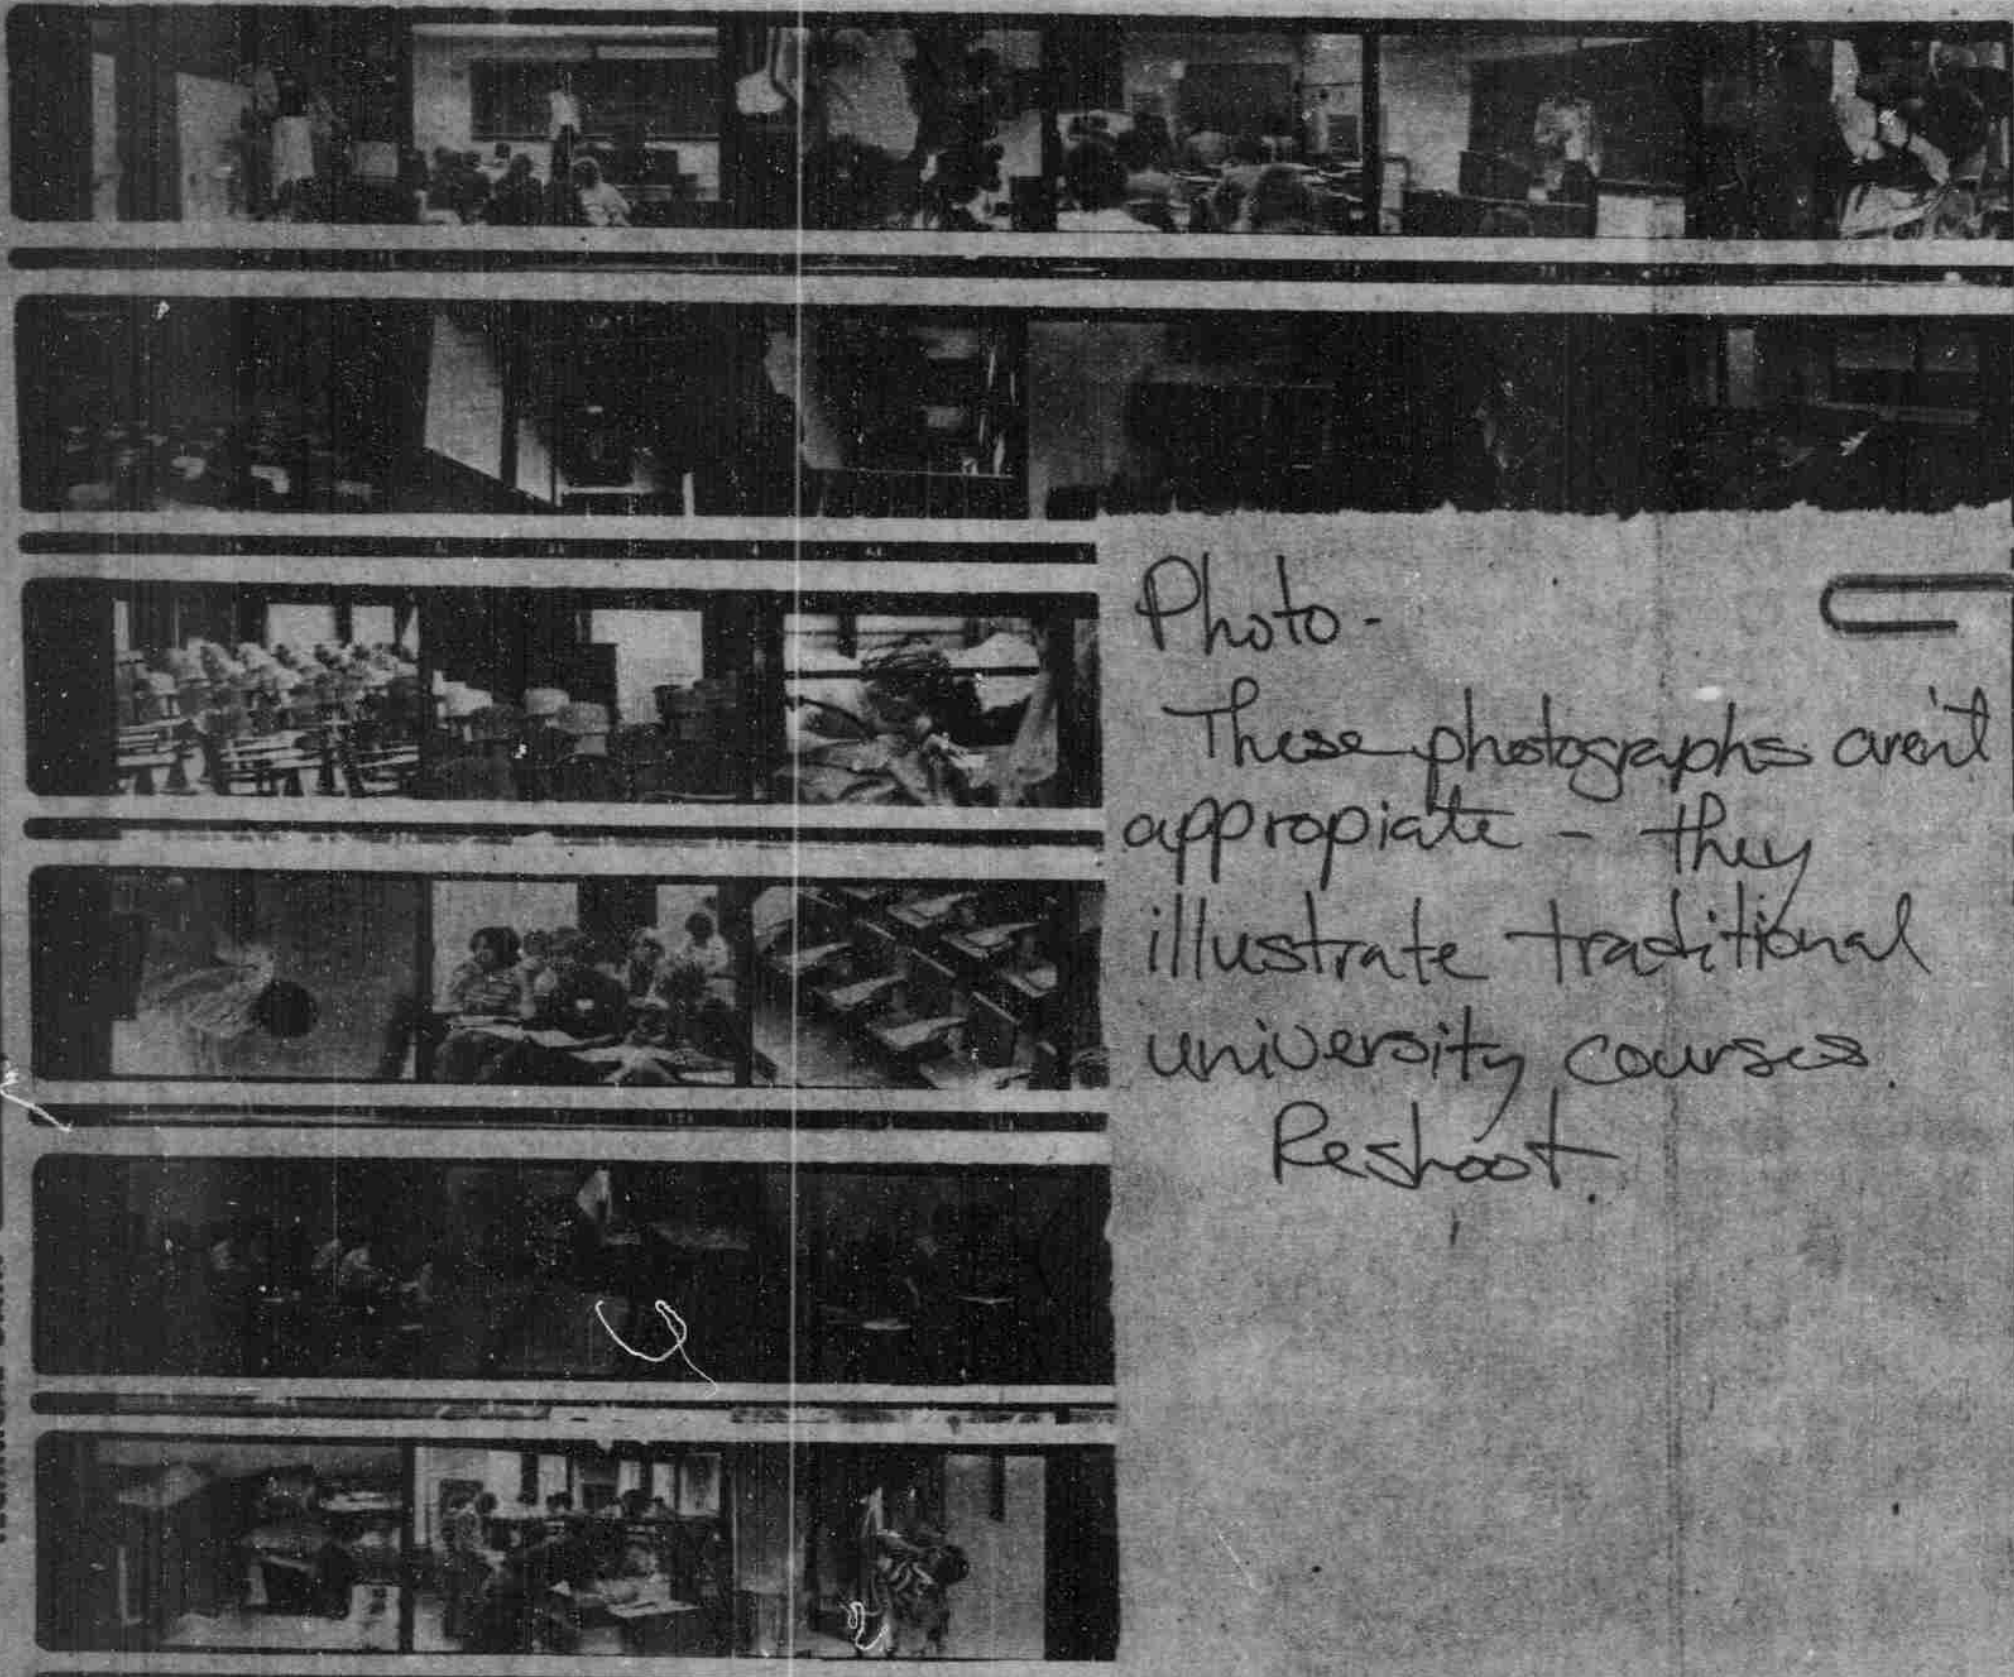 Photo-
These photographs aren't
appropiate - they
illustrate traditional
university courses.
Reshoot.